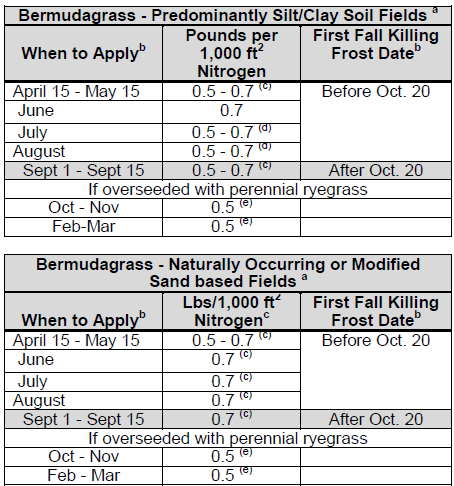 Bermudagrass - Predominantly Silt/Clay Soil Fields a
When to Apply b | Pounds per 1,000 ft2 Nitrogen | First Fall Killing Frost Date b
April 15 - May 15 | 0.5 - 0.7 (c) | Before Oct. 20
June | 0.7
July | 0.5 - 0.7 (d)
August | 0.5 - 0.7 (d)
Sept 1 - Sept 15 | 0.5 - 0.7 (c) | After Oct. 20
If overseeded with perennial ryegrass
Oct - Nov | 0.5 (e)
Feb-Mar | 0.5 (e)
Bermudagrass - Naturally Occurring or Modified
Sand based Fields a
When to Apply b | Lbs/1,000 ft2 Nitrogen c | First Fall Killing Frost Date b
April 15 - May 15 | 0.5 - 0.7 (c) | Before Oct. 20
June | 0.7 (c)
July | 0.7 (c)
August | 0.7 (c)
Sept 1 - Sept 15 | 0.7 (c) | After Oct. 20
If overseeded with perennial ryegrass
Oct - Nov | 0.5 (e)
Feb - Mar | 0.5 (e)